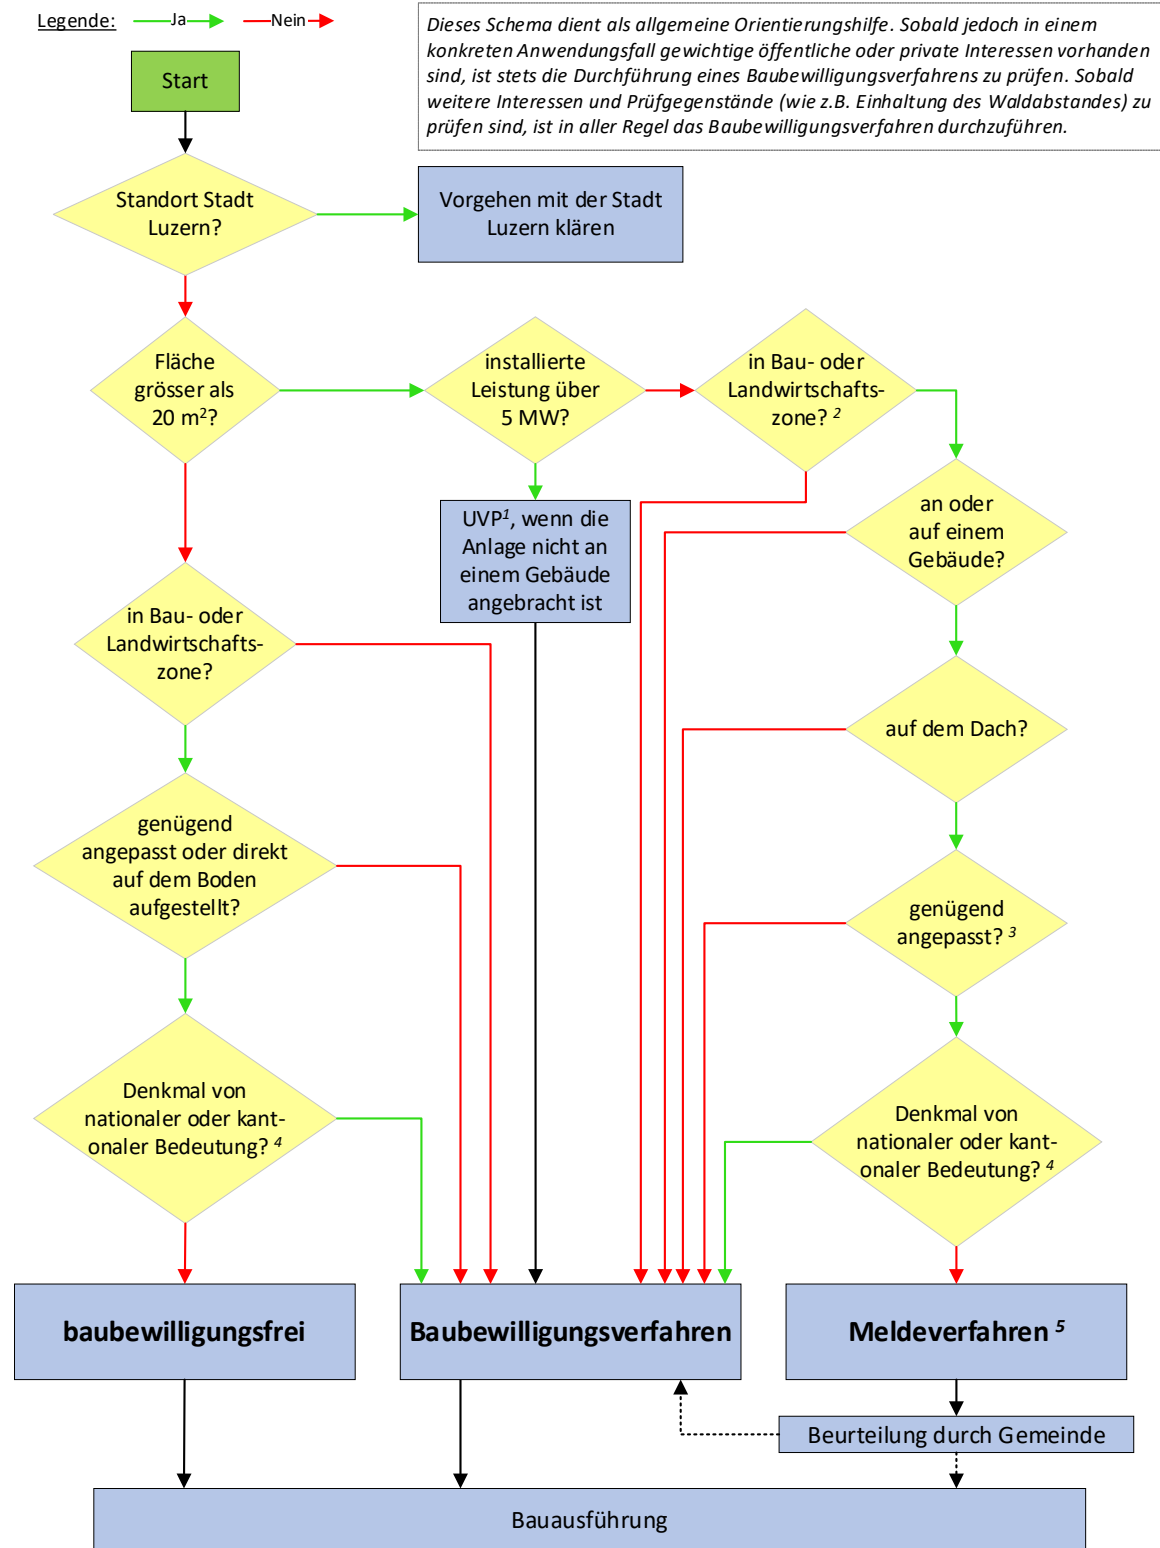 Legende:
Ja
Nein
Dieses Schema dient als allgemeine Orientierungshilfe. Sobald jedoch in einem
konkreten Anwendungsfall gewichtige öffentliche oder private Interessen vorhanden
sind, ist stets die Durchführung eines Baubewilligungsverfahrens zu prüfen. Sobald
weitere Interessen und Prüfgegenstände (wie z.B. Einhaltung des Waldabstandes) zu
prüfen sind, ist in aller Regel das Baubewilligungsverfahren durchzuführen.
Start
Standort Stadt
Luzern?
Vorgehen mit der Stadt
Luzern klären
Fläche
grösser als
20 m²?
installierte
Leistung über
5 MW?
in Bau- oder
Landwirtschafts-
zone? ²
an oder
auf einem
Gebäude?
UVP¹, wenn die
Anlage nicht an
einem Gebäude
angebracht ist
in Bau- oder
Landwirtschafts-
zone?
auf dem Dach?
genügend
angepasst oder direkt
auf dem Boden
aufgestellt?
genügend
angepasst? ³
Denkmal von
nationaler oder kant-
onaler Bedeutung? ⁴
Denkmal von
nationaler oder kant-
onaler Bedeutung? ⁴
baubewilligungsfrei
Baubewilligungsverfahren
Meldeverfahren ⁵
Beurteilung durch Gemeinde
Bauausführung